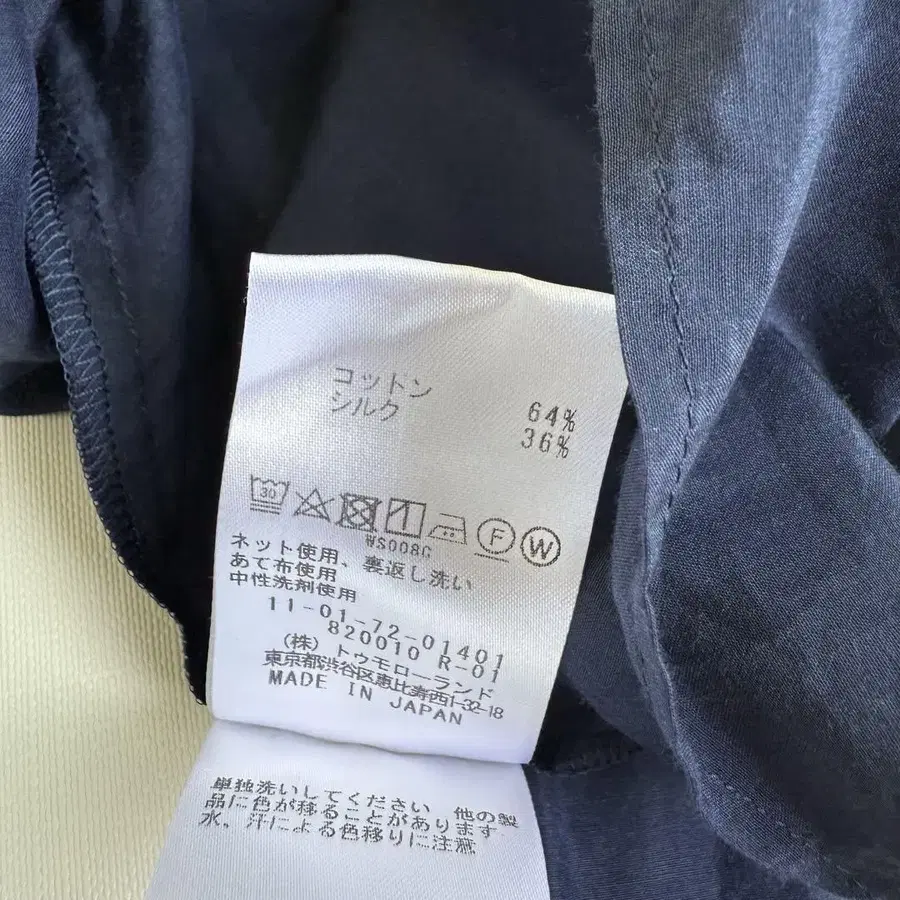 コットン 64%
シルク 36%
30
F W
WS008G
ネット使用、裏返し洗い
あて布使用
中性洗剤使用
11-01-72-01401
820010 R-01
(株)トゥモローランド
東京都渋谷区恵比寿西1-32-18
MADE IN JAPAN
単独洗いしてください 他の製
品に色が移ることがあります
水、汗による色移りに注意